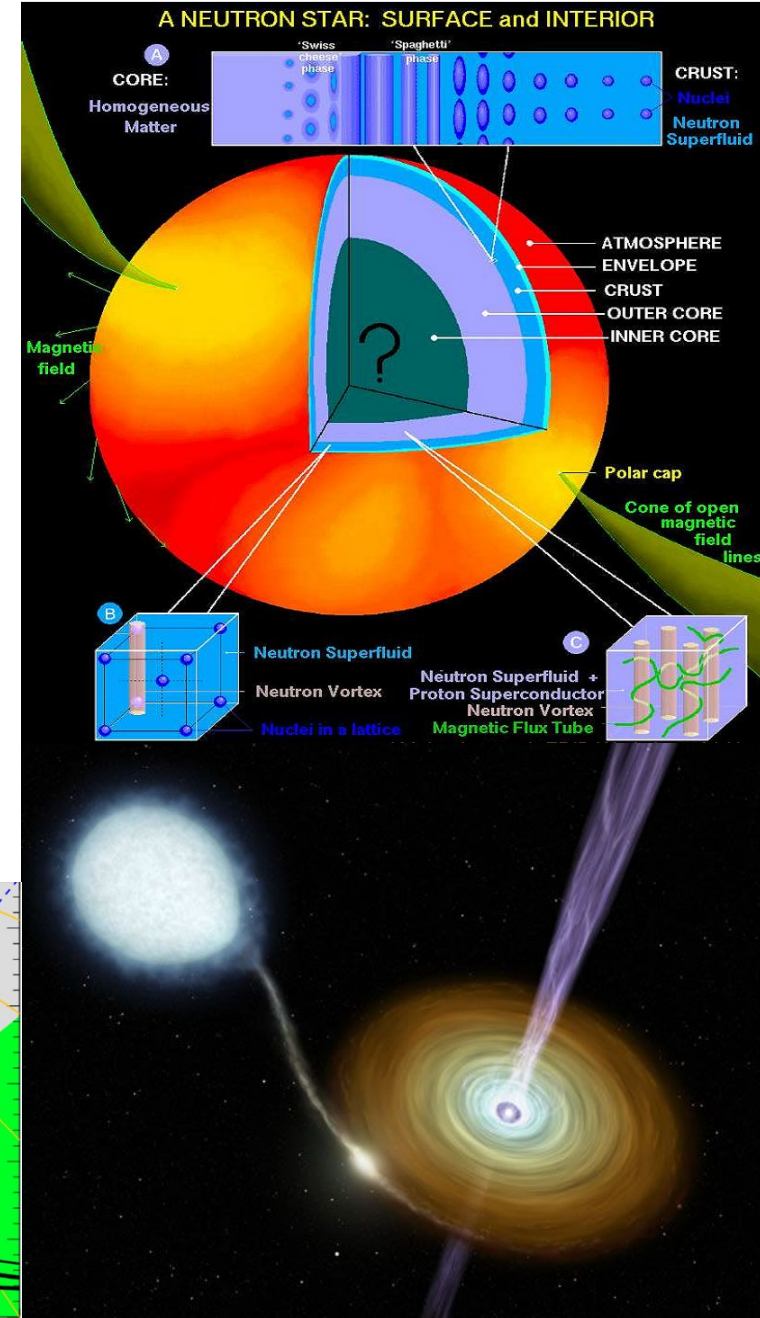 A NEUTRON STAR: SURFACE and INTERIOR
A
'Swiss
cheese'
phase
'Spaghetti'
phase
CORE:
Homogeneous
Matter
CRUST:
Nuclei
Neutron
Superfluid
ATMOSPHERE
ENVELOPE
CRUST
OUTER CORE
INNER CORE
?
Magnetic
field
Polar cap
Cone of open
magnetic
field
lines
B
Neutron Superfluid
Neutron Vortex
Nuclei in a lattice
C
Neutron Superfluid +
Proton Superconductor
Neutron Vortex
Magnetic Flux Tube